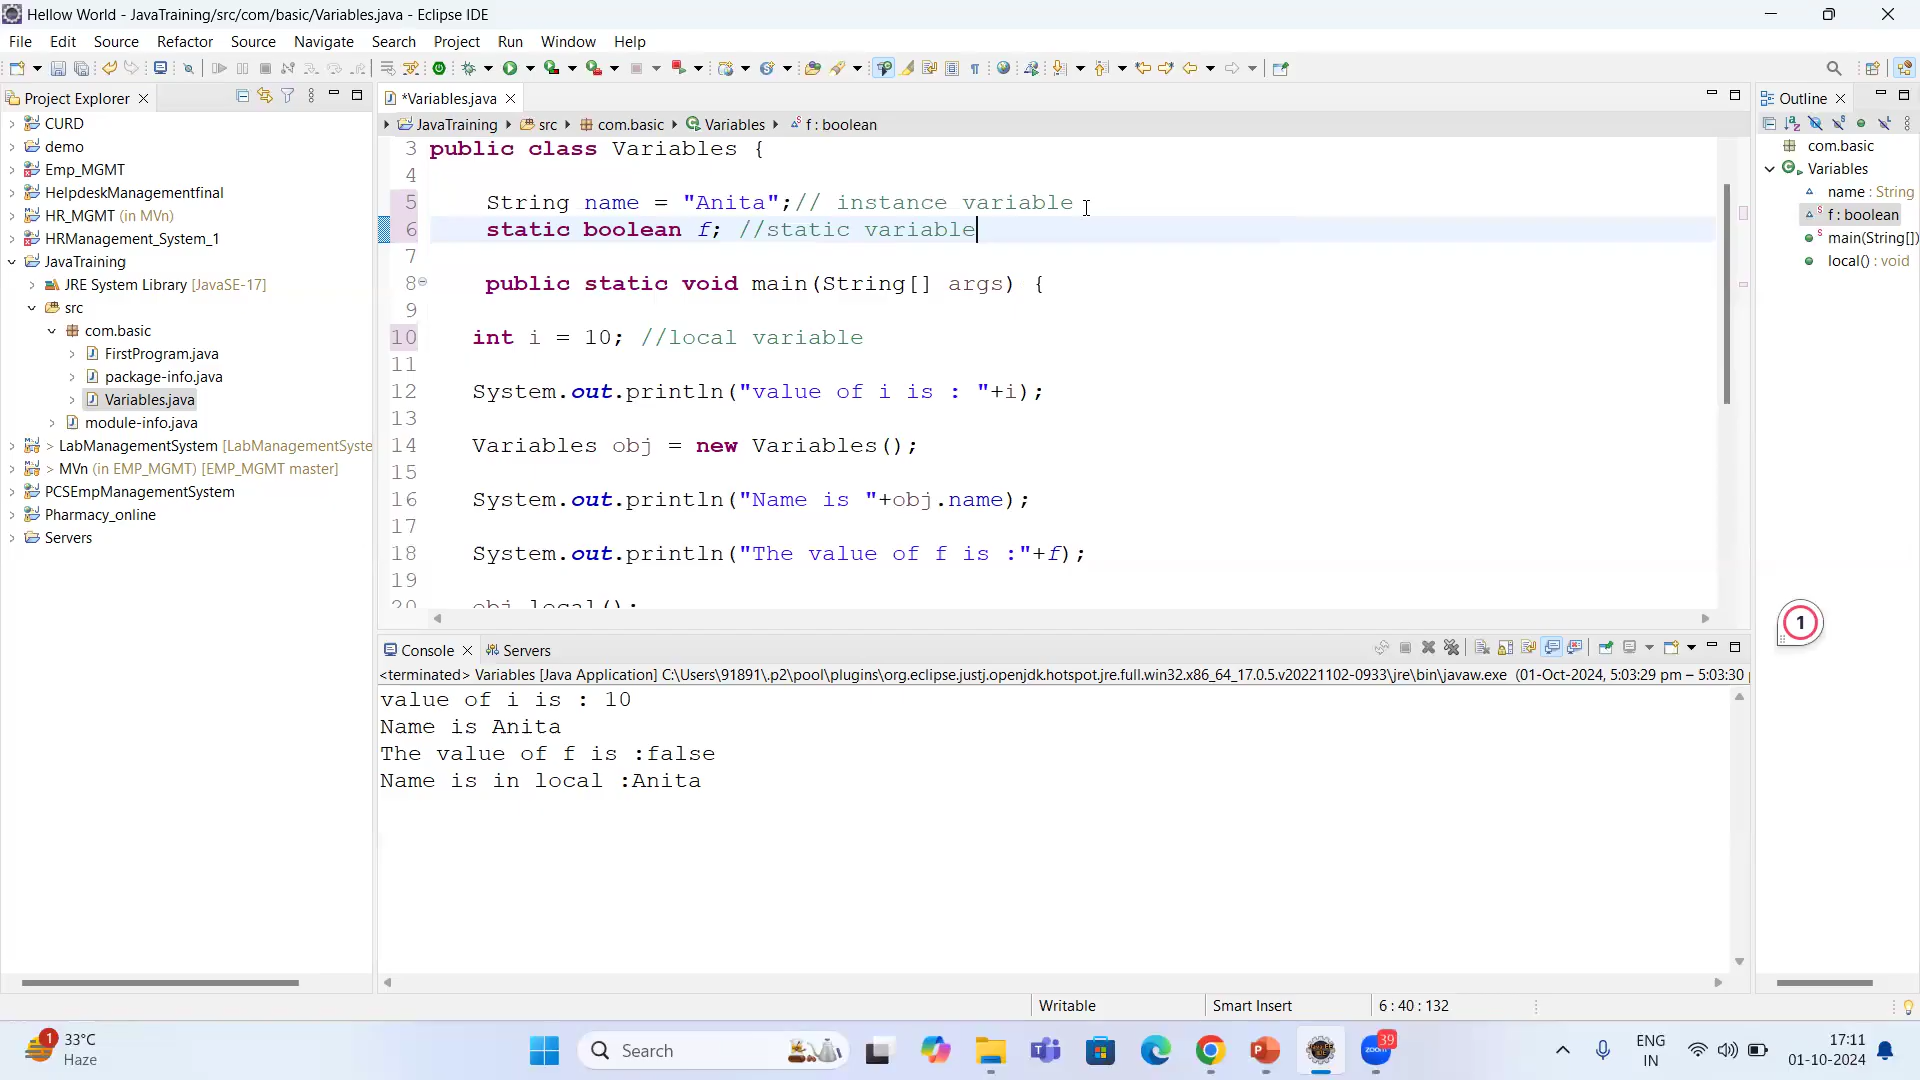 Hellow World - JavaTraining/src/com/basic/Variables.java - Eclipse IDE
File Edit Source Refactor Source Navigate Search Project Run Window Help
Project Explorer
CURD
demo
Emp_MGMT
HelpdeskManagementfinal
HR_MGMT (in MVn)
HRManagement_System_1
JavaTraining
JRE System Library [JavaSE-17]
src
com.basic
FirstProgram.java
package-info.java
Variables.java
module-info.java
> LabManagementSystem [LabManagementSyste
> MVn (in EMP_MGMT) [EMP_MGMT master]
PCSEmpManagementSystem
Pharmacy_online
Servers
*Variables.java
JavaTraining src com.basic Variables f : boolean
3 public class Variables {
4
5 String name = "Anita";// instance variable
6 static boolean f; //static variable
7
8 public static void main(String[] args) {
9
10 int i = 10; //local variable
11
12 System.out.println("value of i is : "+i);
13
14 Variables obj = new Variables();
15
16 System.out.println("Name is "+obj.name);
17
18 System.out.println("The value of f is :"+f);
19
20 obj.local();
Outline
com.basic
Variables
name : String
f : boolean
main(String[])
local() : void
1
Console Servers
<terminated> Variables [Java Application] C:\Users\91891\.p2\pool\plugins\org.eclipse.justj.openjdk.hotspot.jre.full.win32.x86_64_17.0.5.v20221102-0933\jre\bin\javaw.exe (01-Oct-2024, 5:03:29 pm – 5:03:30
value of i is : 10
Name is Anita
The value of f is :false
Name is in local :Anita
Writable Smart Insert 6 : 40 : 132
1 33°C
Haze
Search
39
zoom
ENG
IN
17:11
01-10-2024